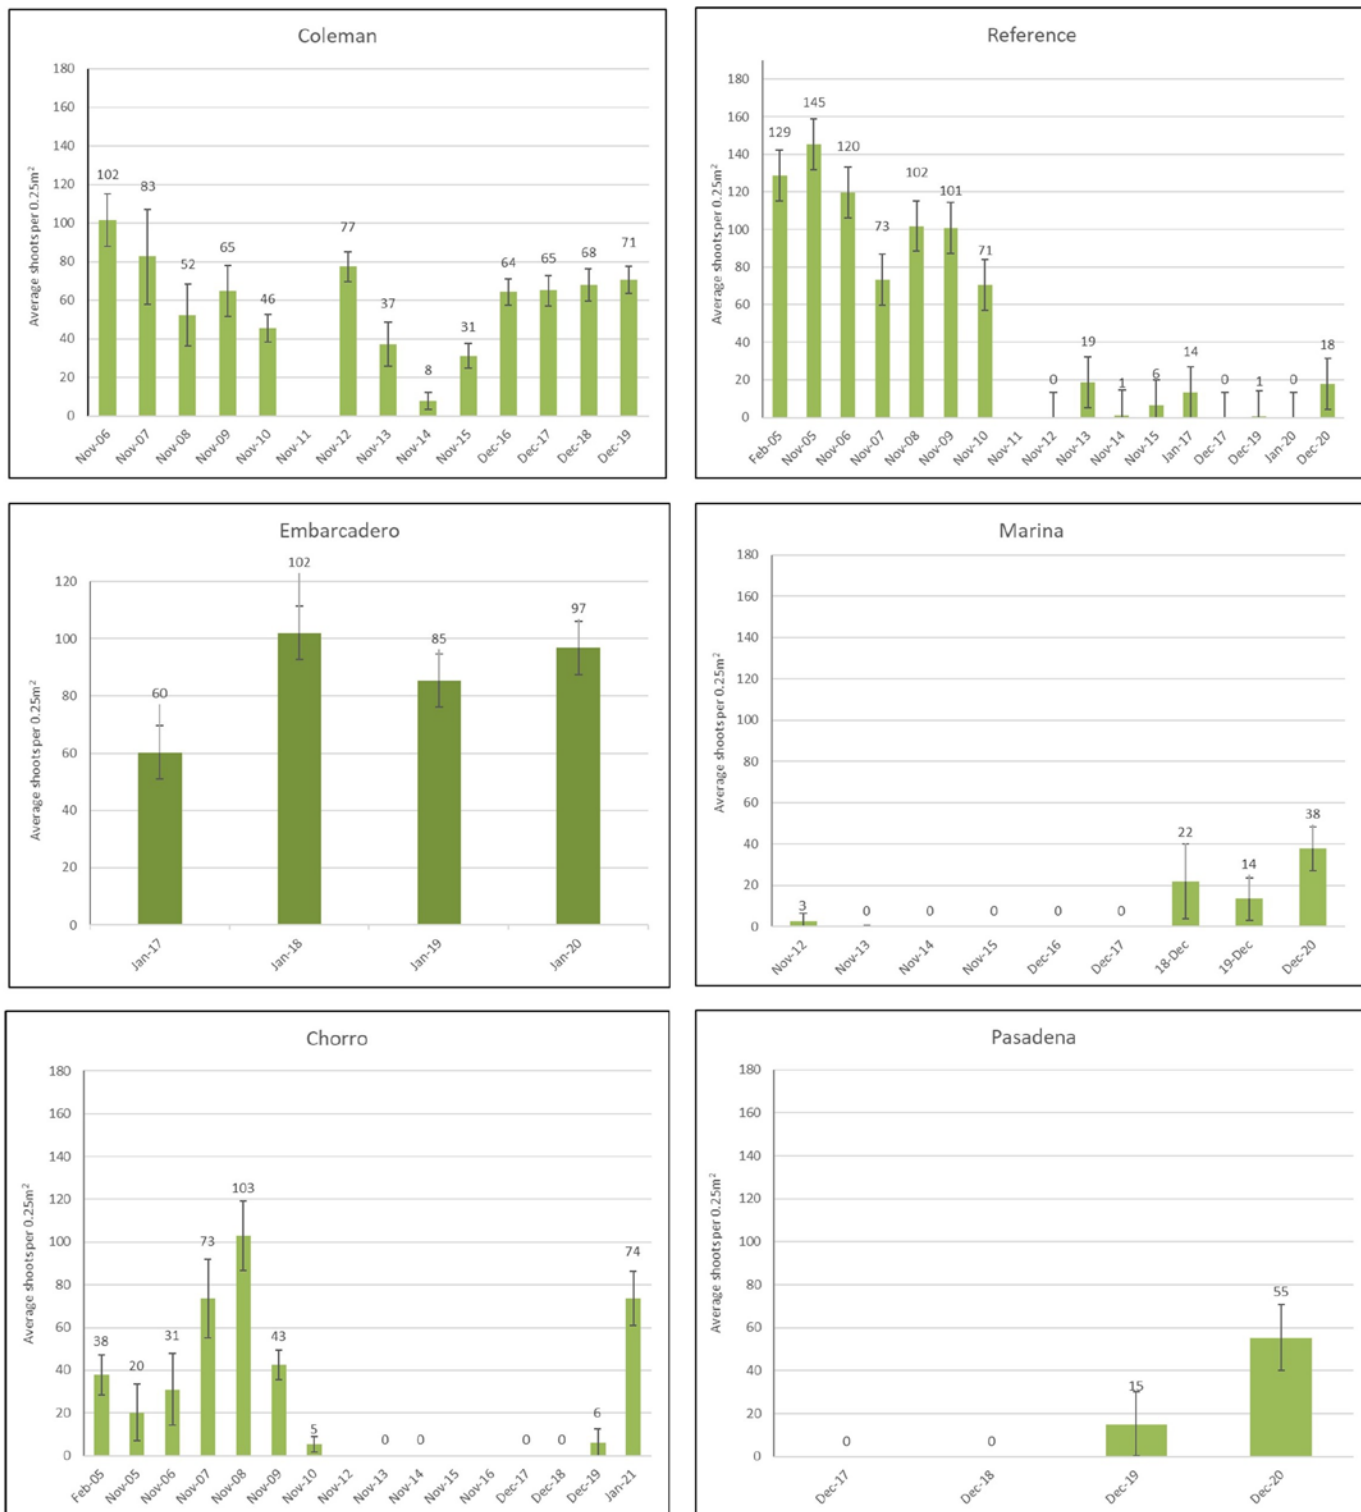 Coleman
Average shoots per 0.25m²
180
160
140
120
100
80
60
40
20
0
102
83
52
65
46
77
37
8
31
64
65
68
71
Nov-06
Nov-07
Nov-08
Nov-09
Nov-10
Nov-11
Nov-12
Nov-13
Nov-14
Nov-15
Dec-16
Dec-17
Dec-18
Dec-19
Reference
Average shoots per 0.25m²
180
160
140
120
100
80
60
40
20
0
129
145
120
73
102
101
71
0
19
1
6
14
0
1
0
18
Feb-05
Nov-05
Nov-06
Nov-07
Nov-08
Nov-09
Nov-10
Nov-11
Nov-12
Nov-13
Nov-14
Nov-15
Jan-17
Dec-17
Dec-19
Jan-20
Dec-20
Embarcadero
Average shoots per 0.25m²
120
100
80
60
40
20
0
60
102
85
97
Jan-17
Jan-18
Jan-19
Jan-20
Marina
Average shoots per 0.25m²
180
160
140
120
100
80
60
40
20
0
3
0
0
0
0
0
22
14
38
Nov-12
Nov-13
Nov-14
Nov-15
Dec-16
Dec-17
18-Dec
19-Dec
Dec-20
Chorro
Average shoots per 0.25m²
180
160
140
120
100
80
60
40
20
0
38
20
31
73
103
43
5
0
0
0
0
6
74
Feb-05
Nov-05
Nov-06
Nov-07
Nov-08
Nov-09
Nov-10
Nov-12
Nov-13
Nov-14
Nov-15
Nov-16
Dec-17
Dec-18
Dec-19
Jan-21
Pasadena
Average shoots per 0.25m²
180
160
140
120
100
80
60
40
20
0
0
0
15
55
Dec-17
Dec-18
Dec-19
Dec-20